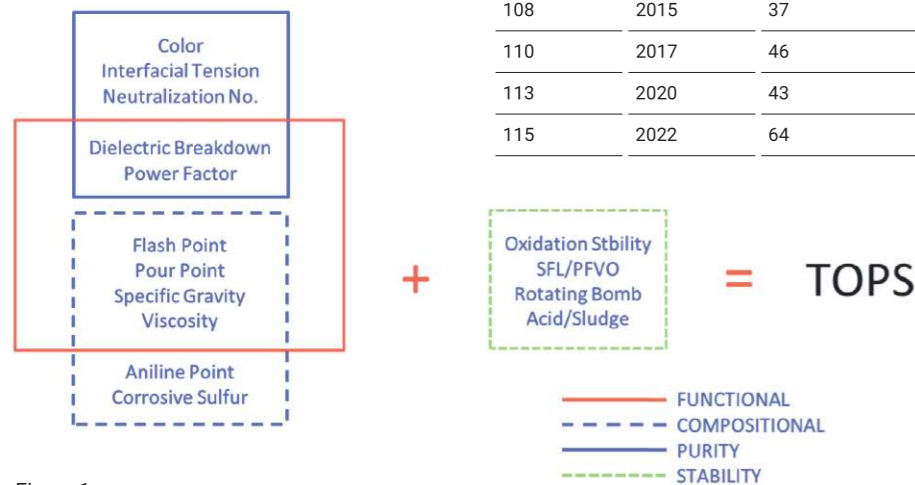 108 2015 37
110 2017 46
113 2020 43
115 2022 64
Color
Interfacial Tension
Neutralization No.
Dielectric Breakdown
Power Factor
Flash Point
Pour Point
Specific Gravity
Viscosity
Aniline Point
Corrosive Sulfur
+
Oxidation Stbility
SFL/PFVO
Rotating Bomb
Acid/Sludge
=
TOPS
FUNCTIONAL
COMPOSITIONAL
PURITY
STABILITY